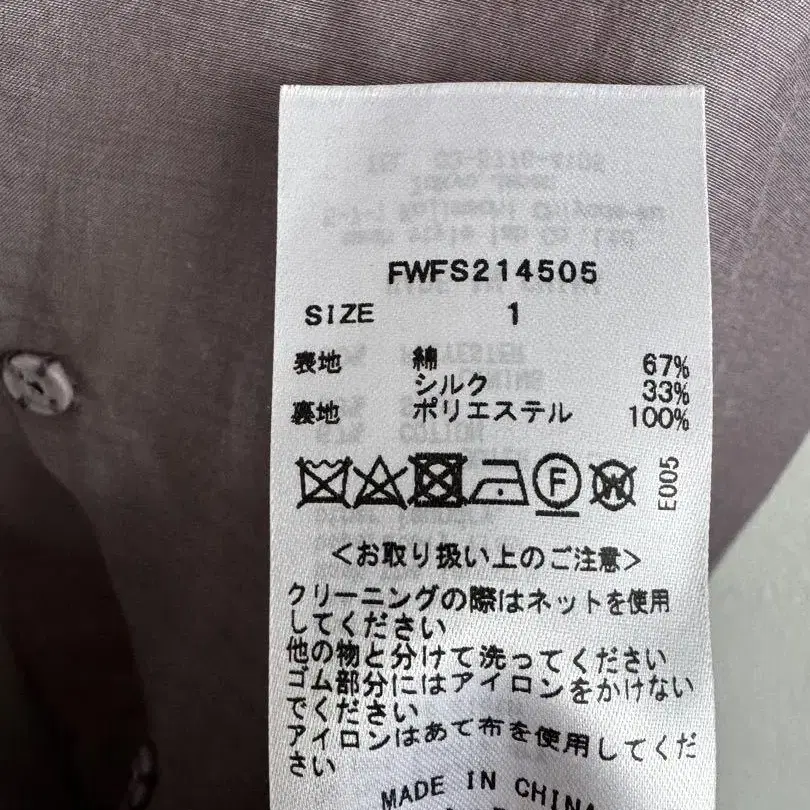 FWFS214505
SIZE 1
表地 綿 67%
シルク 33%
裏地 ポリエステル 100%
F W E005
<お取り扱い上のご注意>
クリーニングの際はネットを使用
してください
他の物と分けて洗ってください
ゴム部分にはアイロンをかけない
でください
アイロンはあて布を使用してくだ
さい
MADE IN CHINA